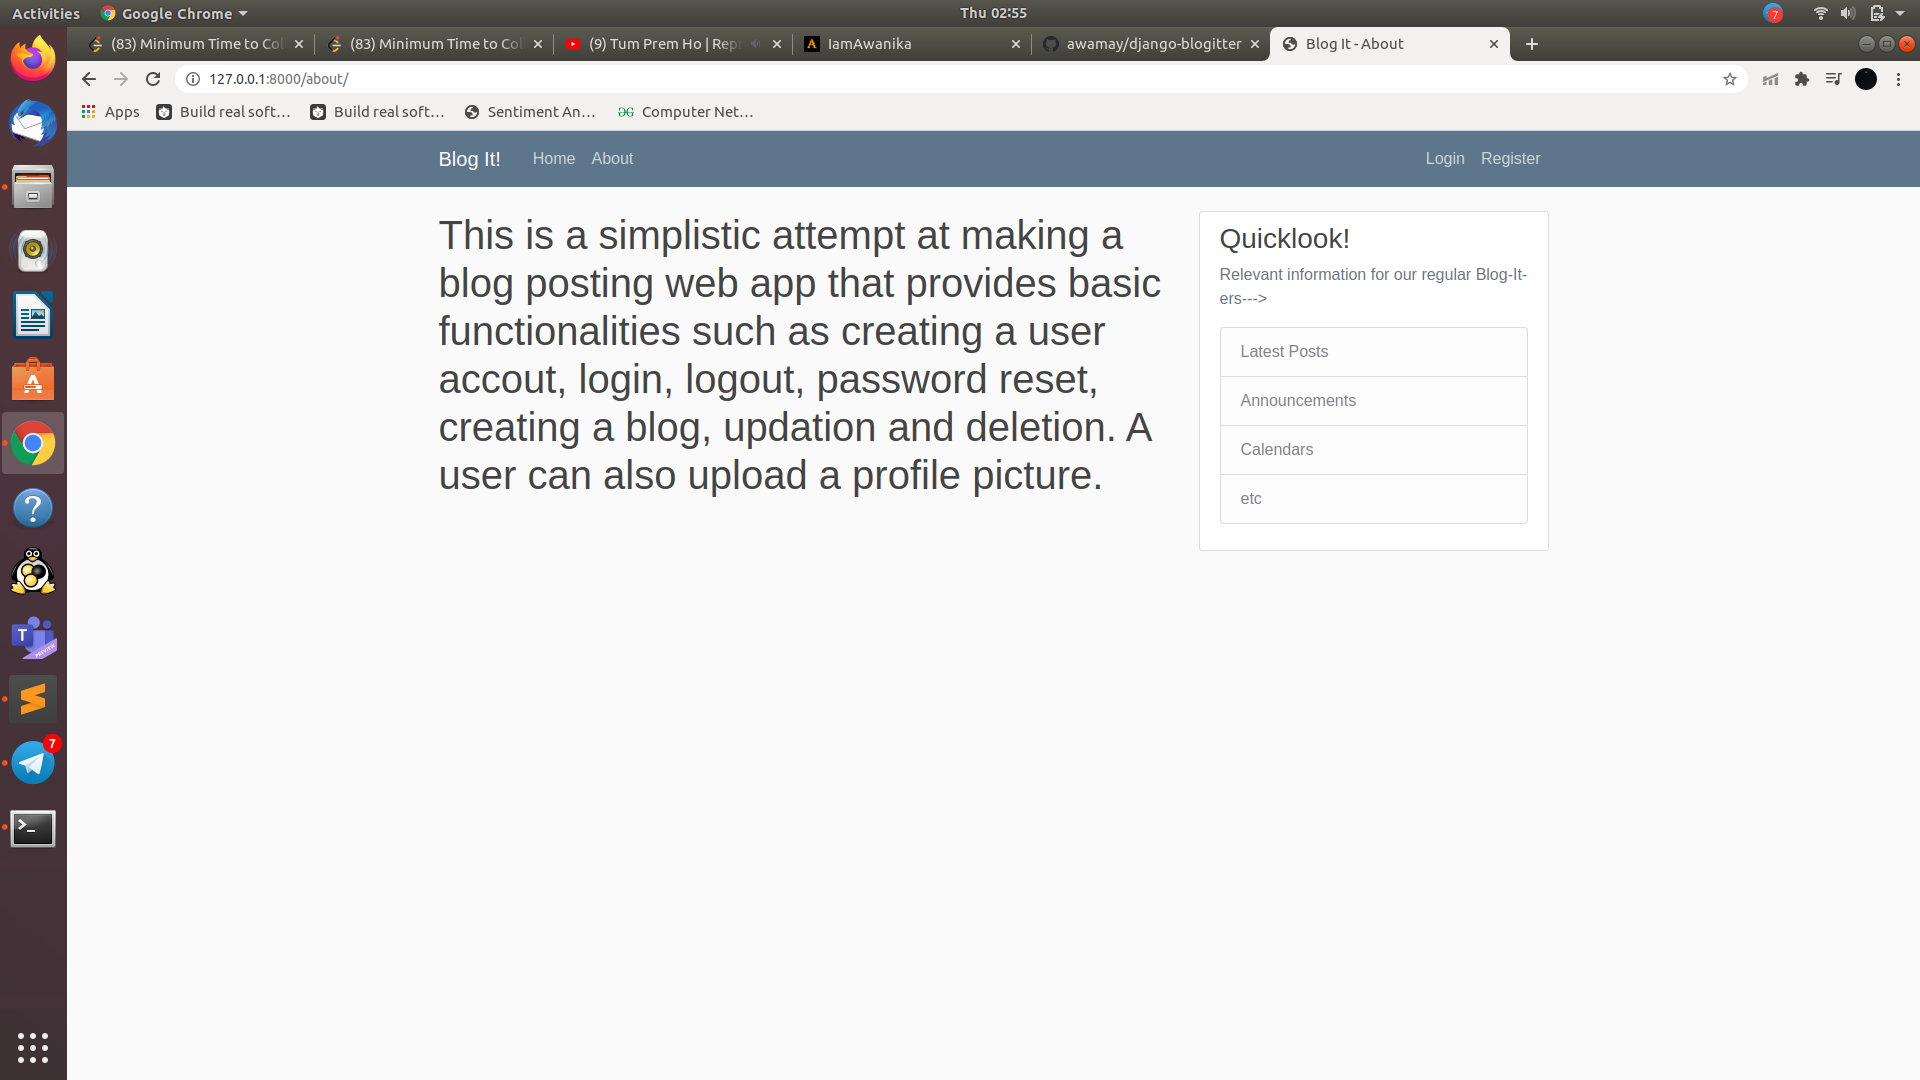 Activities Google Chrome Thu 02:55 7
(83) Minimum Time to Col (83) Minimum Time to Col (9) Tum Prem Ho | Repr IamAwanika awamay/django-blogitter Blog It - About
127.0.0.1:8000/about/
Apps Build real soft… Build real soft… Sentiment An… Computer Net…
Blog It! Home About Login Register
This is a simplistic attempt at making a
blog posting web app that provides basic
functionalities such as creating a user
accout, login, logout, password reset,
creating a blog, updation and deletion. A
user can also upload a profile picture.
Quicklook!
Relevant information for our regular Blog-It-
ers--->
Latest Posts
Announcements
Calendars
etc
T
PREVIEW
7